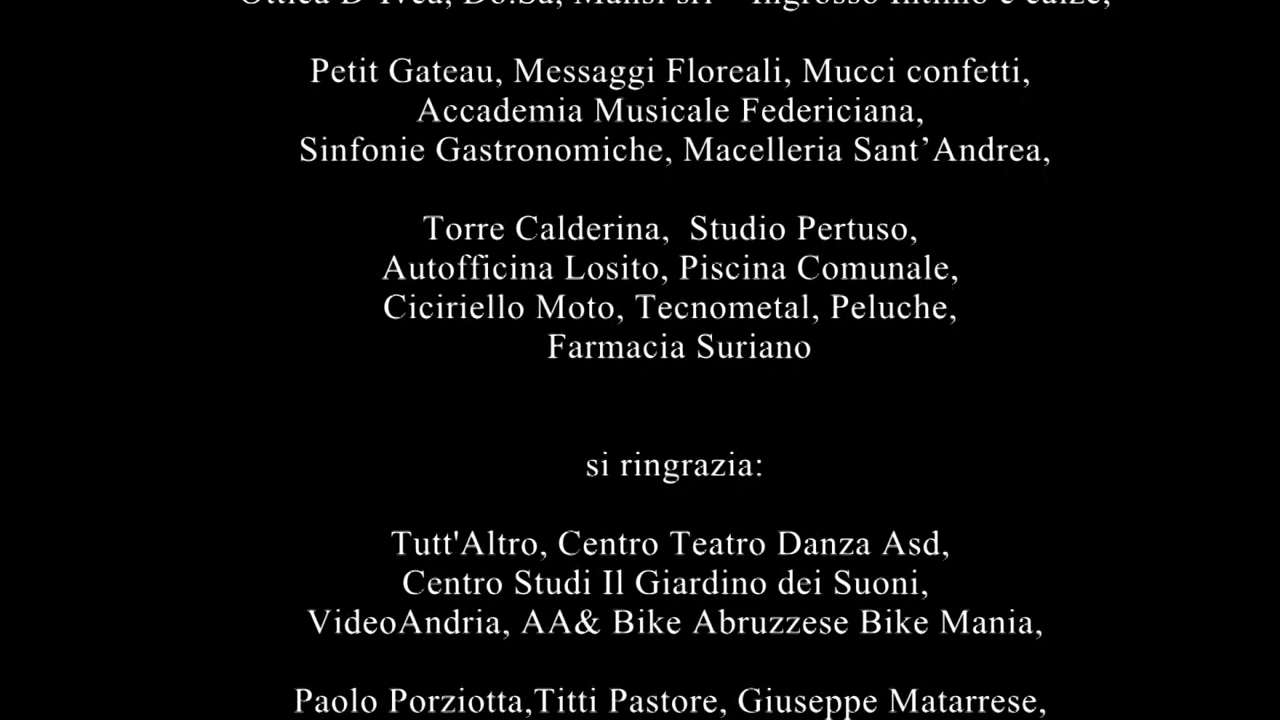 Petit Gateau, Messaggi Floreali, Mucci confetti,
Accademia Musicale Federiciana,
Sinfonie Gastronomiche, Macelleria Sant’Andrea,
Torre Calderina,  Studio Pertuso,
Autofficina Losito, Piscina Comunale,
Ciciriello Moto, Tecnometal, Peluche,
Farmacia Suriano
si ringrazia:
Tutt'Altro, Centro Teatro Danza Asd,
Centro Studi Il Giardino dei Suoni,
VideoAndria, AA& Bike Abruzzese Bike Mania,
Paolo Porziotta,Titti Pastore, Giuseppe Matarrese,